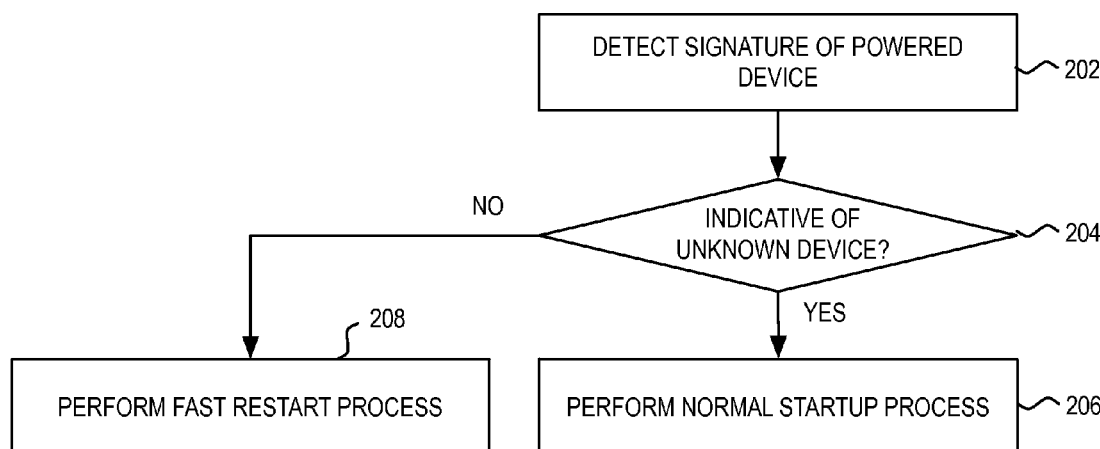 DETECT SIGNATURE OF POWERED
DEVICE
202
NO
INDICATIVE OF
UNKNOWN DEVICE?
204
YES
208
PERFORM FAST RESTART PROCESS
PERFORM NORMAL STARTUP PROCESS
206